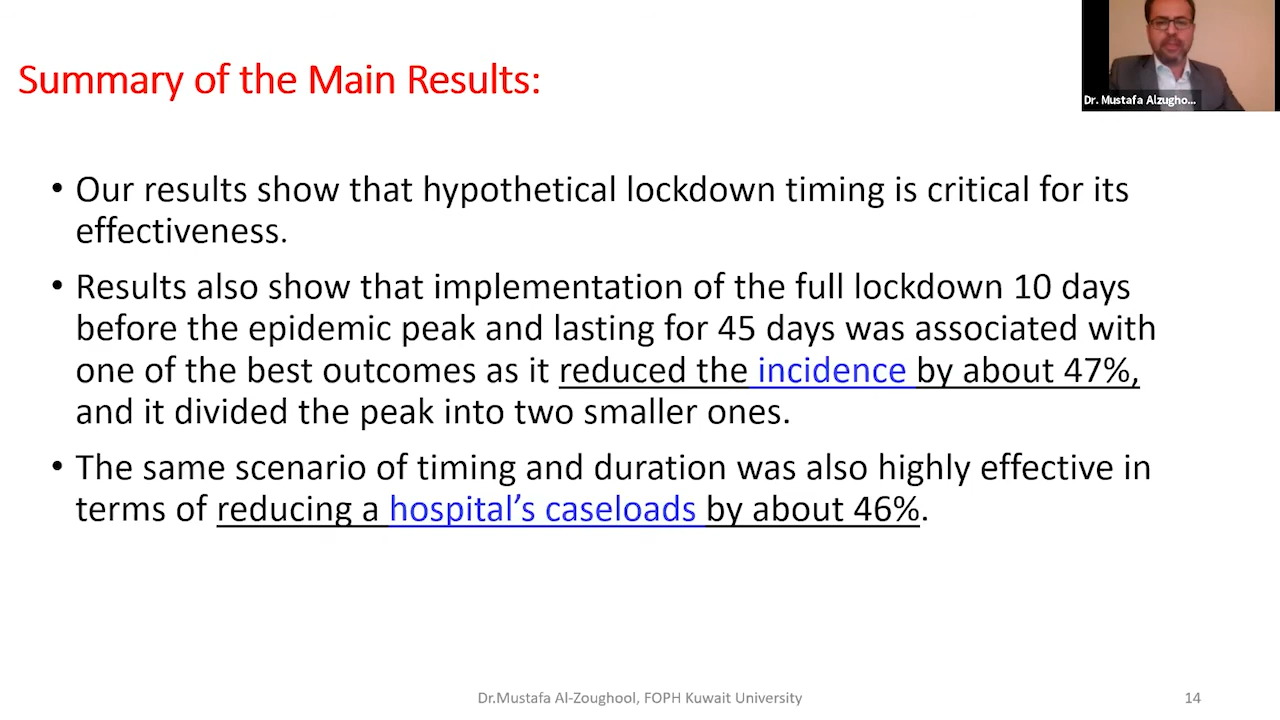 Summary of the Main Results:
Dr. Mustafa Alzugho...
• Our results show that hypothetical lockdown timing is critical for its
effectiveness.
• Results also show that implementation of the full lockdown 10 days
before the epidemic peak and lasting for 45 days was associated with
one of the best outcomes as it reduced the incidence by about 47%,
and it divided the peak into two smaller ones.
• The same scenario of timing and duration was also highly effective in
terms of reducing a hospital’s caseloads by about 46%.
Dr.Mustafa Al-Zoughool, FOPH Kuwait University
14